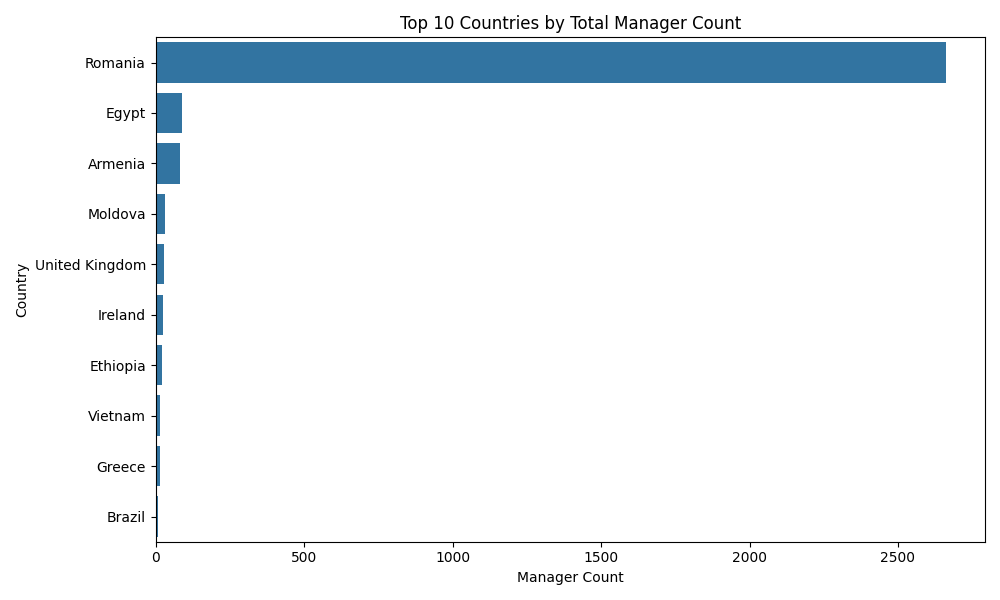 Top 10 Countries by Total Manager Count
Country
Romania
Egypt
Armenia
Moldova
United Kingdom
Ireland
Ethiopia
Vietnam
Greece
Brazil
0 500 1000 1500 2000 2500
Manager Count